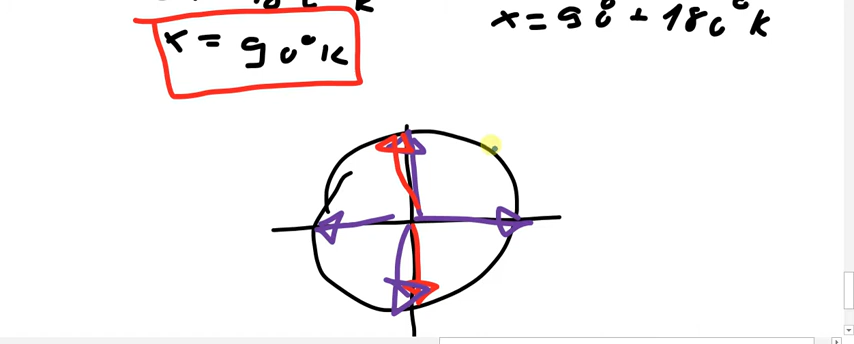 x = 90° k
x = 90° + 180° k